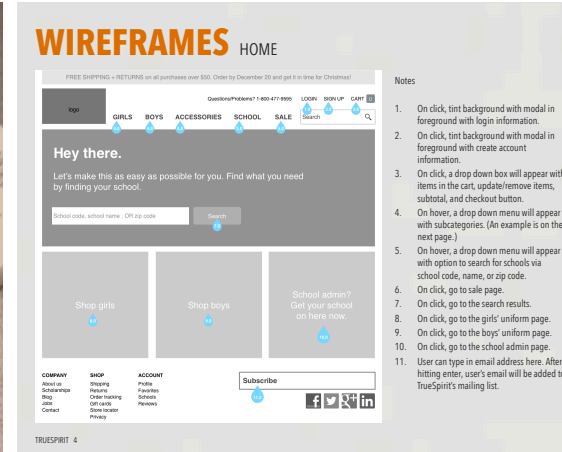 WIREFRAMES HOME
FREE SHIPPING + RETURNS on all purchases over $50. Order by December 20 and get it in time for Christmas!
logo
Questions/Problems? 1-800-477-9595 LOGIN SIGN UP CART 0
GIRLS BOYS ACCESSORIES SCHOOL SALE Search
Hey there.
Let's make this as easy as possible for you. Find what you need
by finding your school.
School code, school name , OR zip code Search
7.0
Shop girls
8.0
Shop boys
9.0
School admin?
Get your school
on here now.
10.0
COMPANY
About us
Scholarships
Blog
Jobs
Contact
SHOP
Shipping
Returns
Order tracking
Gift cards
Store locator
Privacy
ACCOUNT
Profile
Favorites
Schools
Reviews
Subscribe
11.0
Notes
1. On click, tint background with modal in
foreground with login information.
2. On click, tint background with modal in
foreground with create account
information.
3. On click, a drop down box will appear with
items in the cart, update/remove items,
subtotal, and checkout button.
4. On hover, a drop down menu will appear
with subcategories. (An example is on the
next page.)
5. On hover, a drop down menu will appear
with option to search for schools via
school code, name, or zip code.
6. On click, go to sale page.
7. On click, go to the search results.
8. On click, go to the girls' uniform page.
9. On click, go to the boys' uniform page.
10. On click, go to the school admin page.
11. User can type in email address here. After
hitting enter, user's email will be added to
TrueSpirit's mailing list.
TRUESPIRIT 4